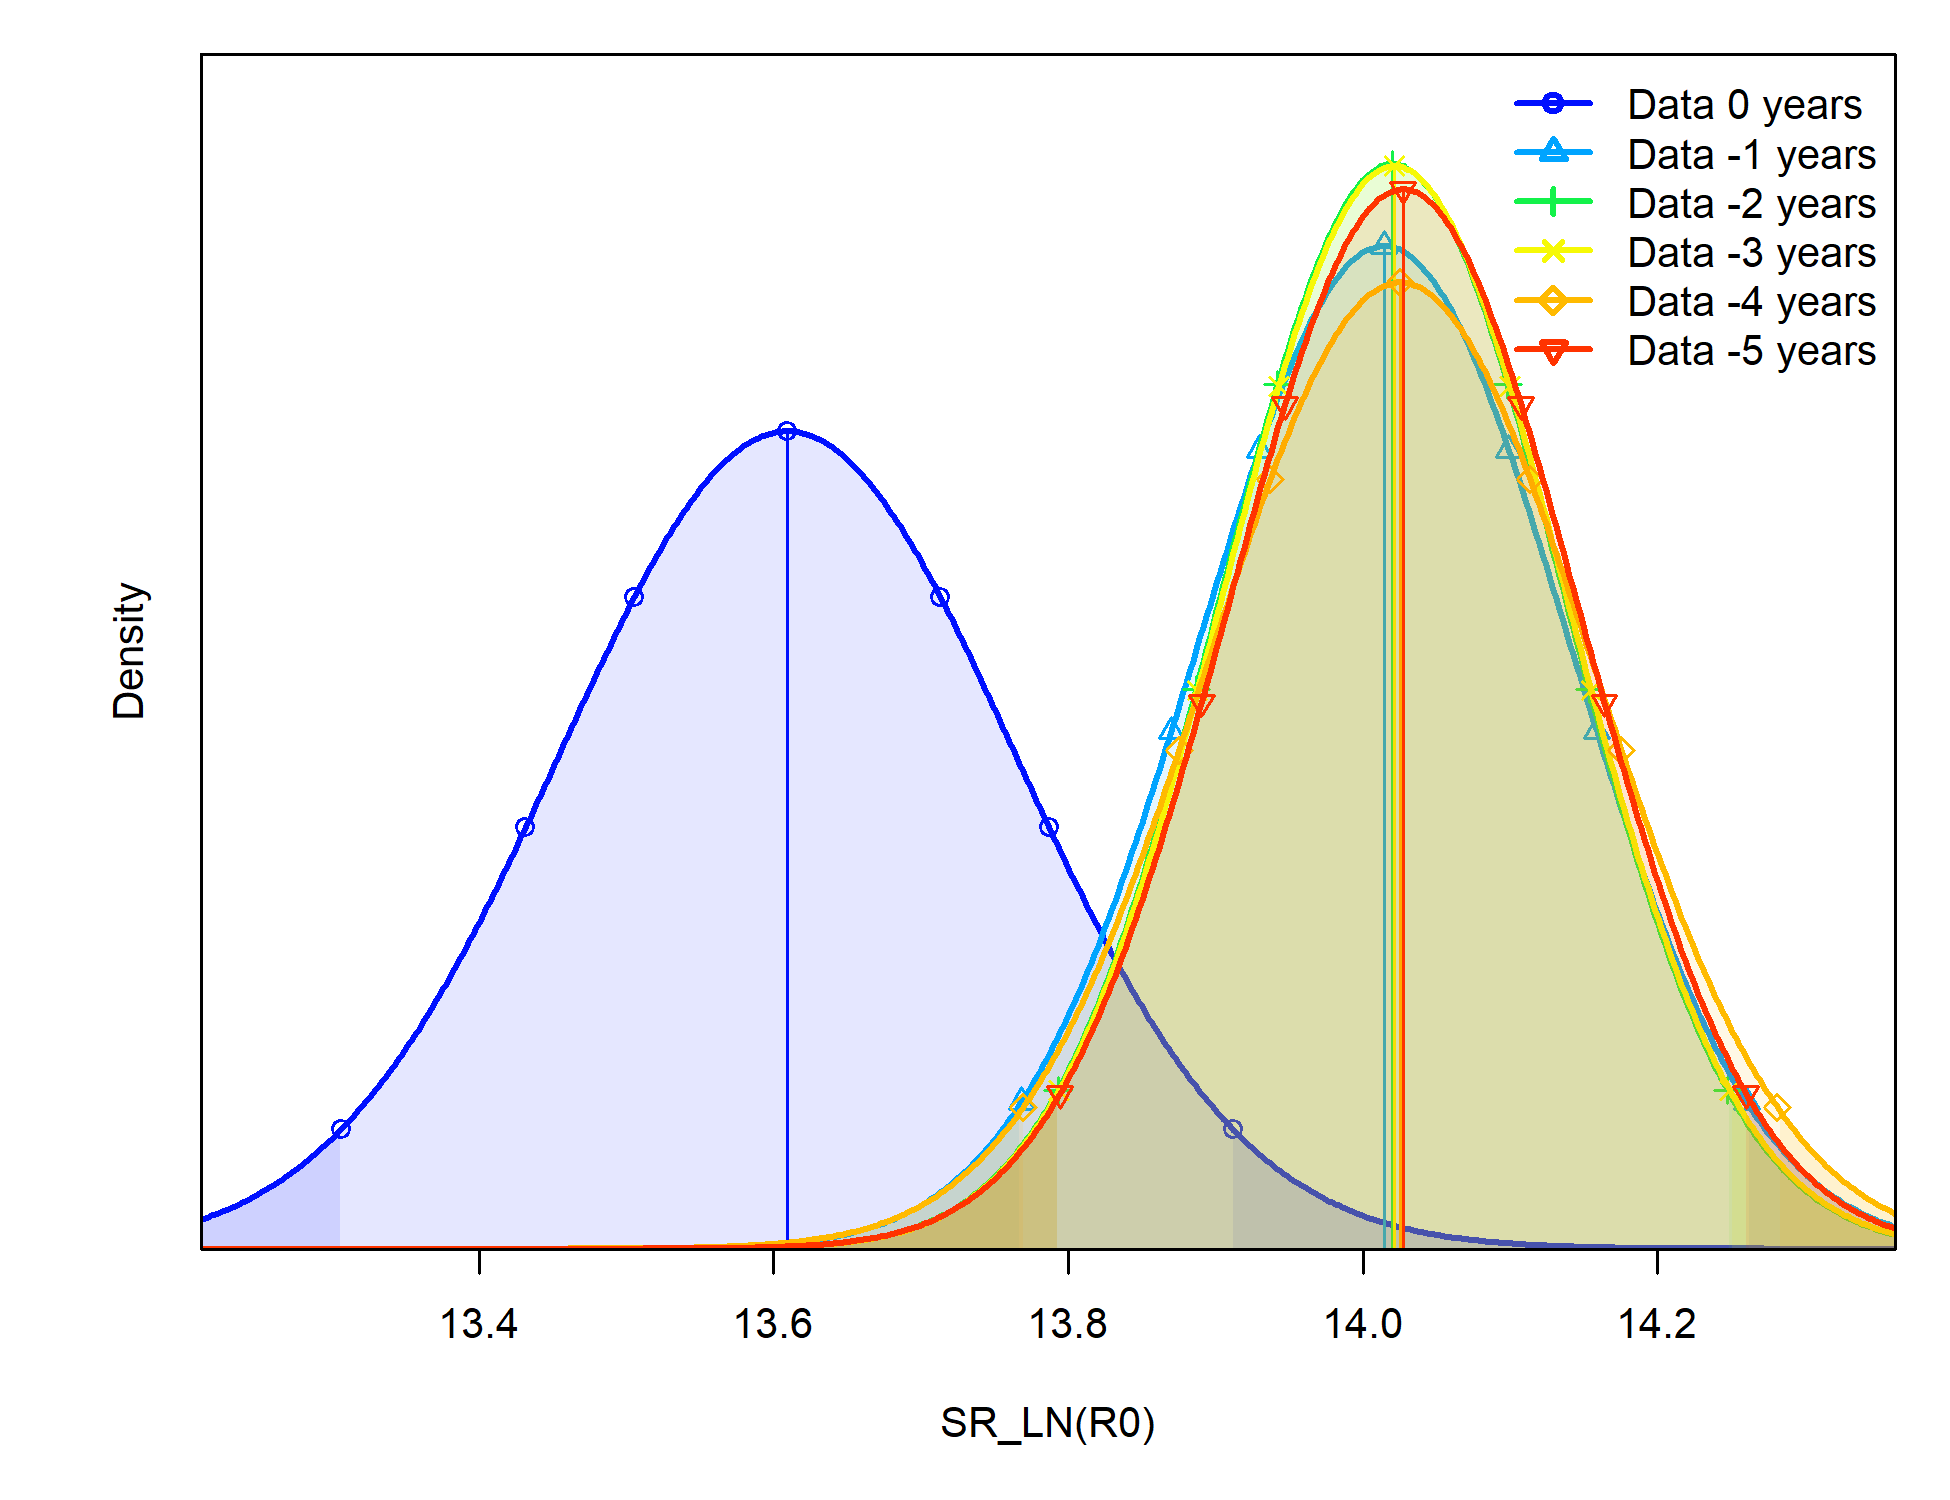 Data 0 years
Data -1 years
Data -2 years
Data -3 years
Data -4 years
Data -5 years
Density
13.4 13.6 13.8 14.0 14.2
SR_LN(R0)